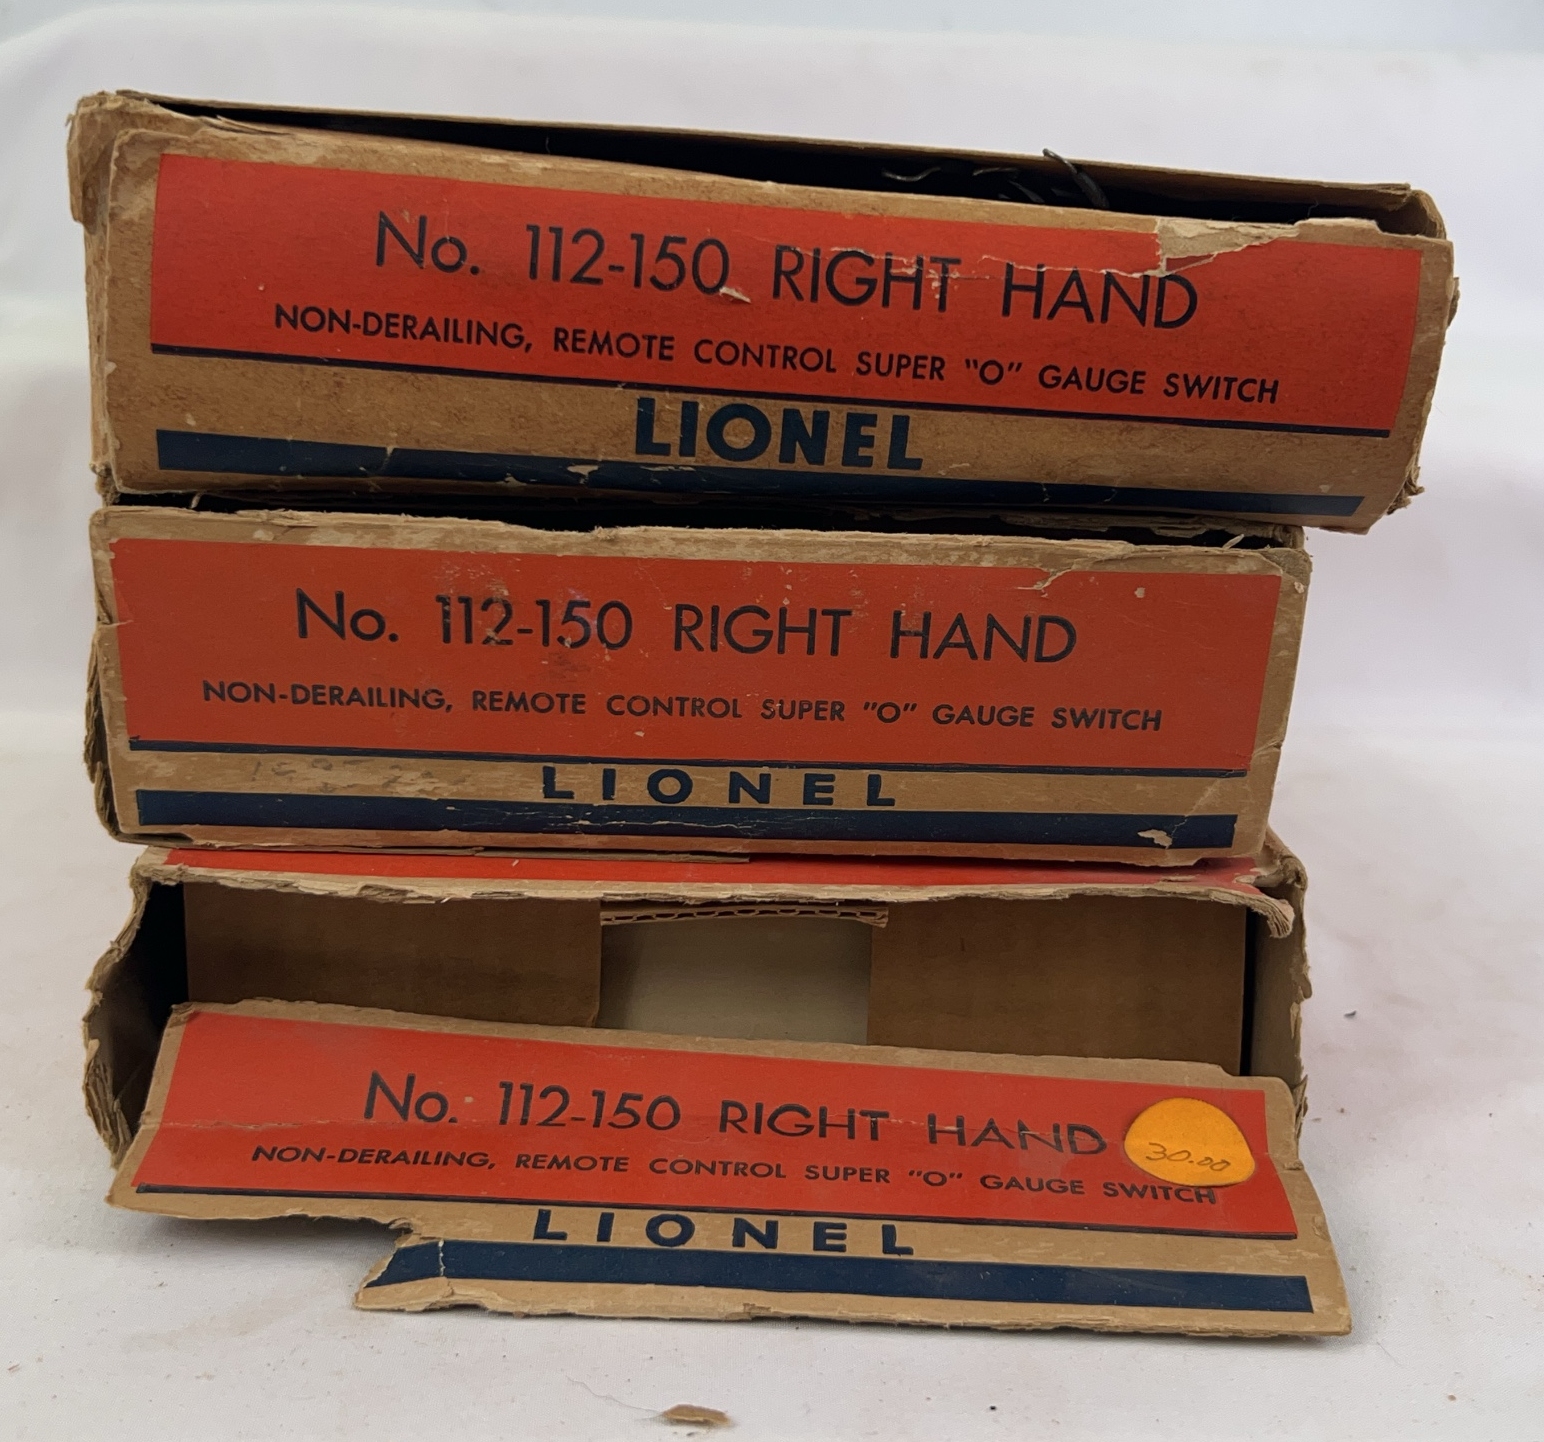 No. 112-150 RIGHT HAND
NON-DERAILING, REMOTE CONTROL SUPER "O" GAUGE SWITCH
LIONEL
No. 112-150 RIGHT HAND
NON-DERAILING, REMOTE CONTROL SUPER "O" GAUGE SWITCH
LIONEL
No. 112-150 RIGHT HAND
30.00
NON-DERAILING, REMOTE CONTROL SUPER "O" GAUGE SWITCH
LIONEL